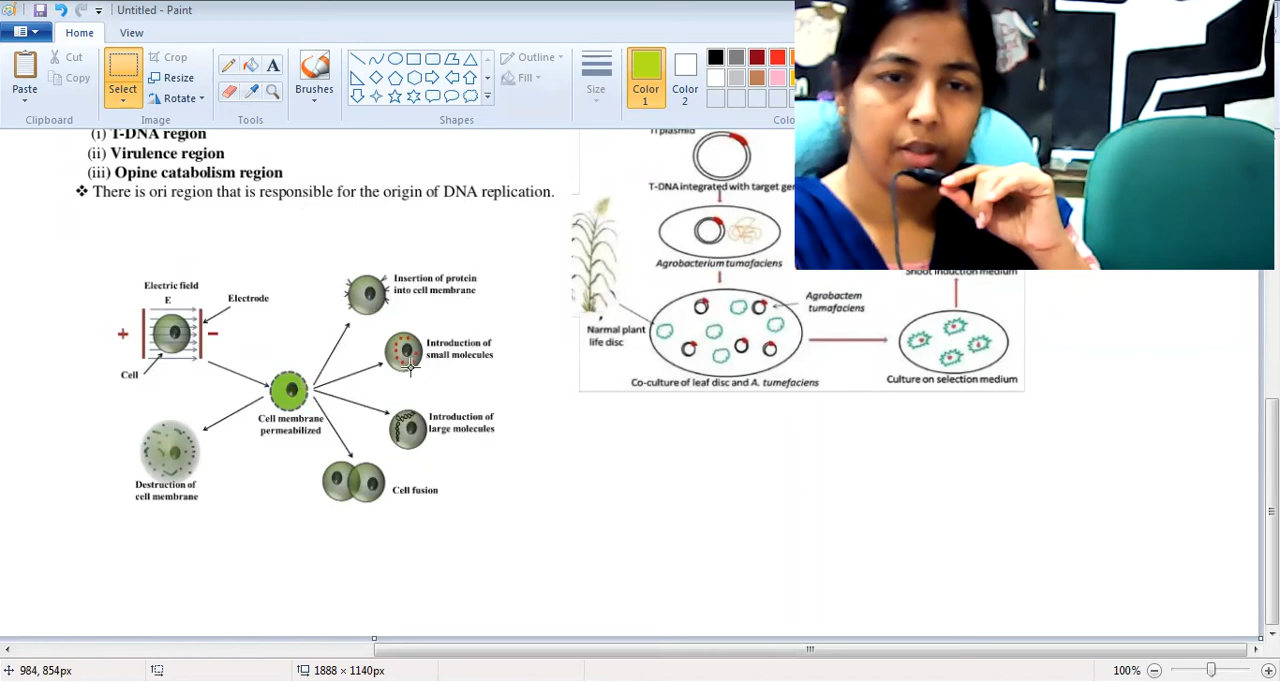 Untitled - Paint
Home
View
Paste
Cut
Copy
Clipboard
Select
Crop
Resize
Rotate
Image
A
Tools
Brushes
Shapes
Outline
Fill
Size
Color
1
Color
2
(i) T-DNA region
(ii) Virulence region
(iii) Opine catabolism region
There is ori region that is responsible for the origin of DNA replication.
Electric field
E
Electrode
+
-
Cell
Cell membrane
permeabilized
Destruction of
cell membrane
Insertion of protein
into cell membrane
Introduction of
small molecules
Introduction of
large molecules
Cell fusion
Ti plasmid
T-DNA integrated with target
Agrobacterium tumafaciens
Agrobactem
tumafaciens
Narmal plant
life disc
Co-culture of leaf disc and A. tumefaciens
Shoot induction medium
Culture on selection medium
984, 854px
1888 × 1140px
100%